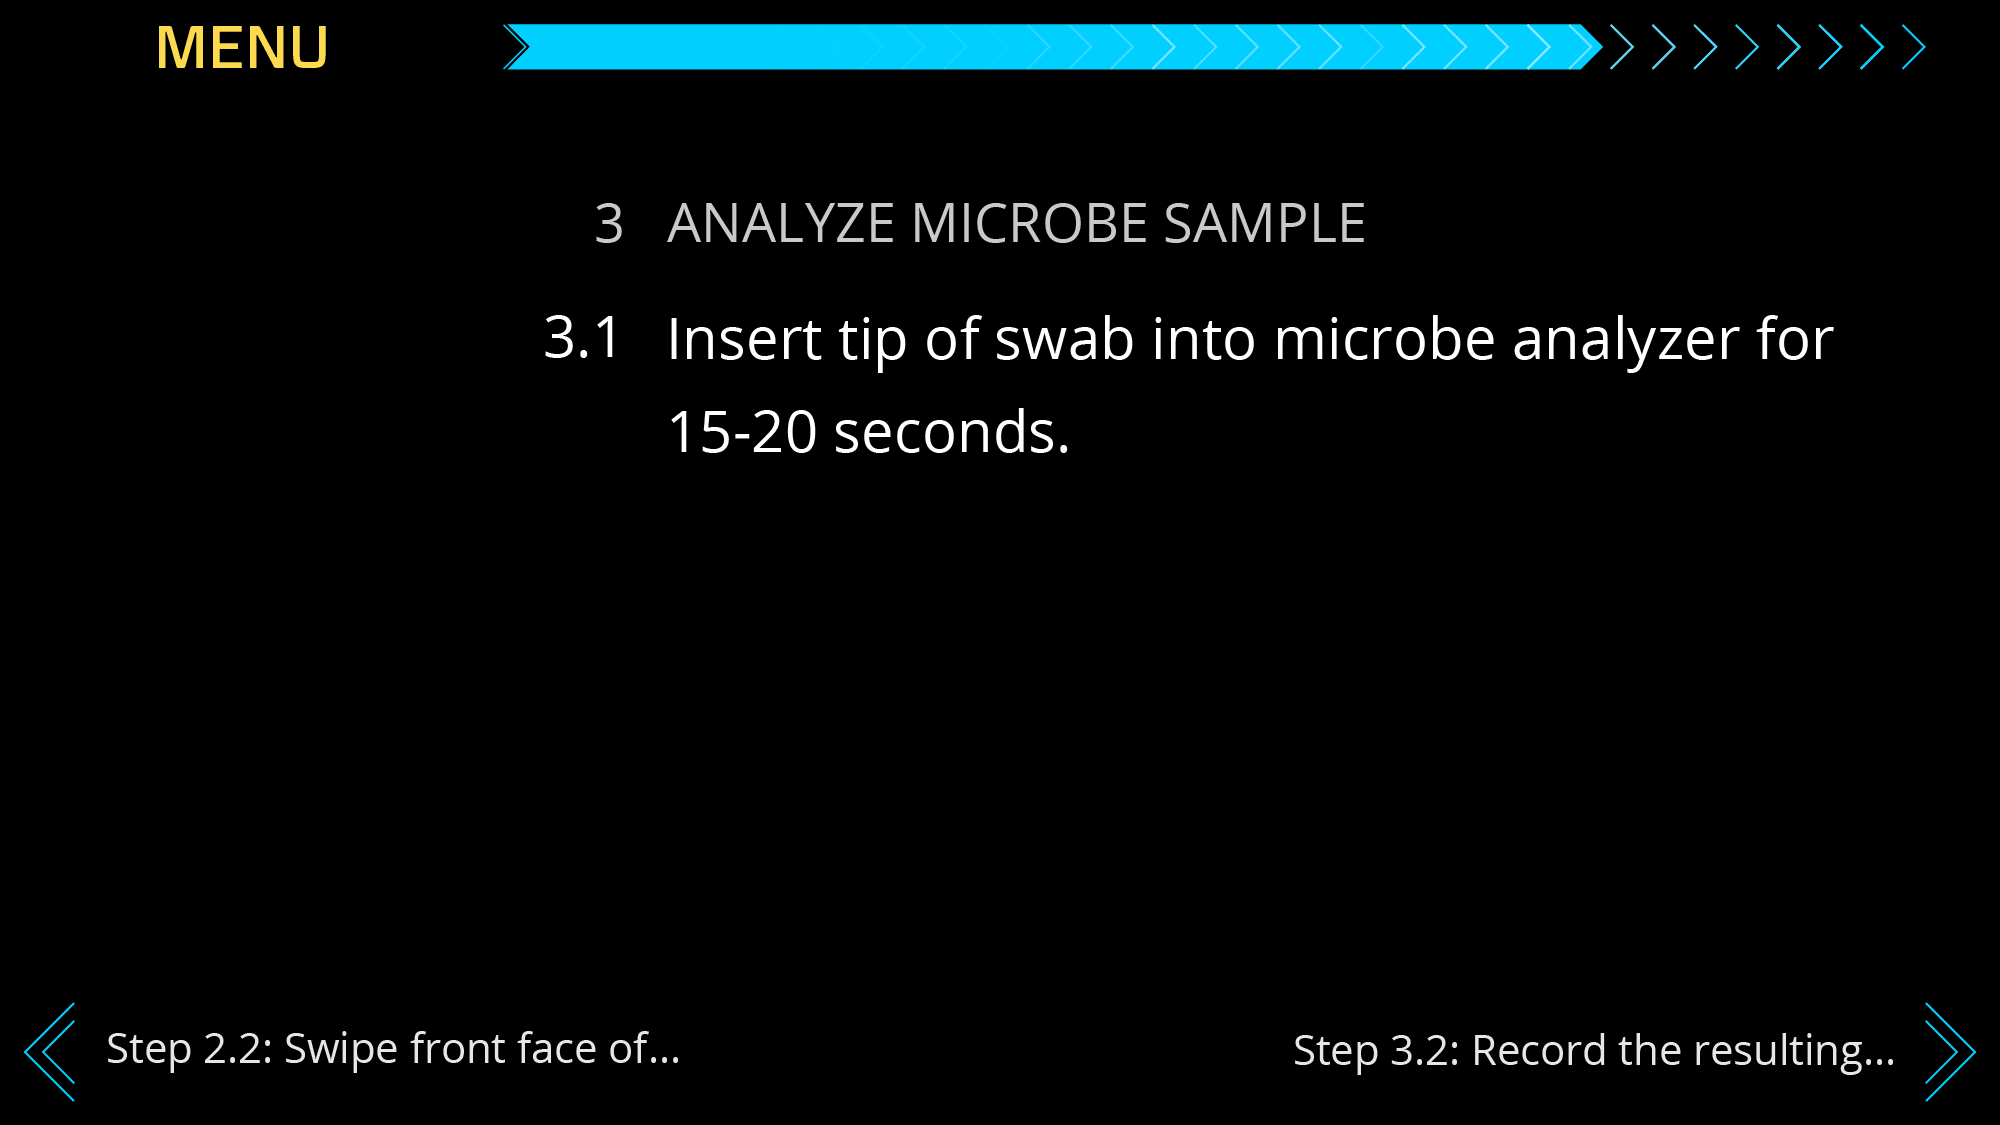 MENU
3 ANALYZE MICROBE SAMPLE
3.1 Insert tip of swab into microbe analyzer for
15-20 seconds.
Step 2.2: Swipe front face of...
Step 3.2: Record the resulting...